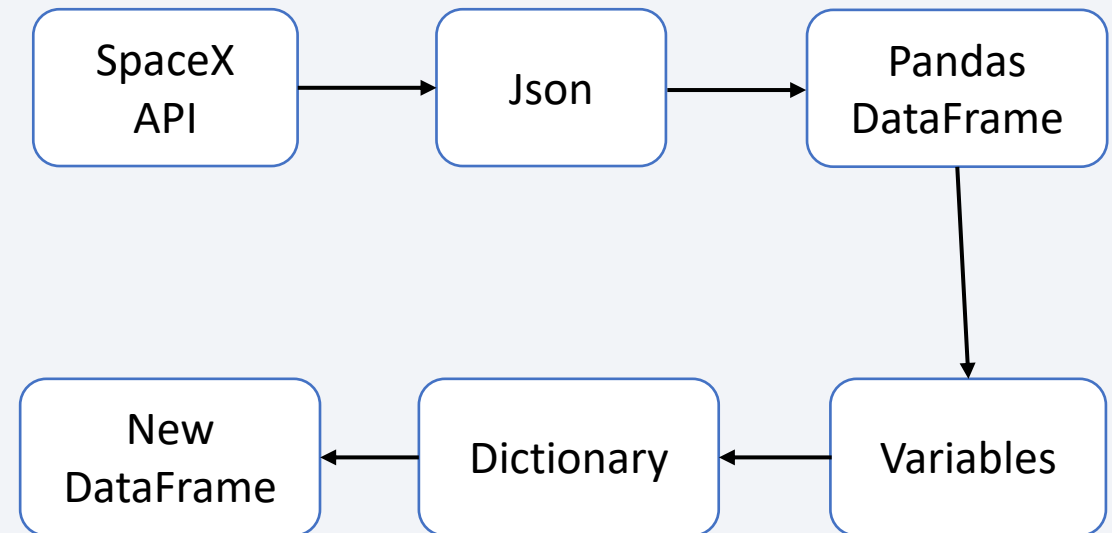 SpaceX
API
Json
Pandas
DataFrame
New
DataFrame
Dictionary
Variables